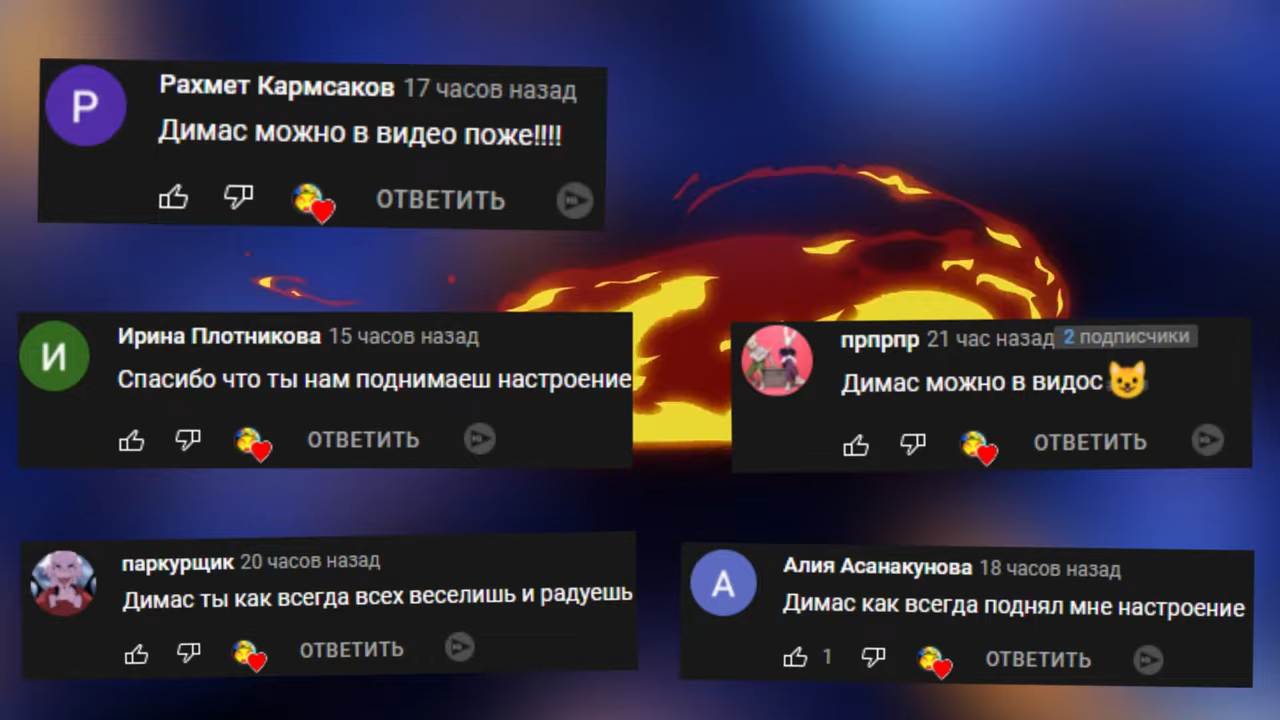 Р
Рахмет Кармсаков 17 часов назад
Димас можно в видео поже!!!!
ОТВЕТИТЬ
И
Ирина Плотникова 15 часов назад
Спасибо что ты нам поднимаеш настроение
ОТВЕТИТЬ
прпрпр 21 час назад 2 подписчики
Димас можно в видос😺
ОТВЕТИТЬ
паркурщик 20 часов назад
Димас ты как всегда всех веселишь и радуешь
ОТВЕТИТЬ
А
Алия Асанакунова 18 часов назад
Димас как всегда поднял мне настроение
1 ОТВЕТИТЬ